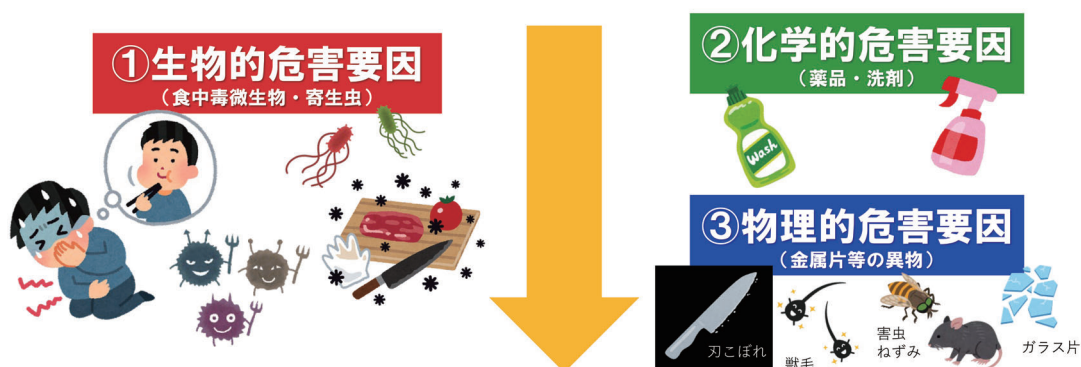 ①生物的危害要因
（食中毒微生物・寄生虫）
②化学的危害要因
（薬品・洗剤）
Wash
③物理的危害要因
（金属片等の異物）
刃こぼれ
獣毛
害虫
ねずみ
ガラス片